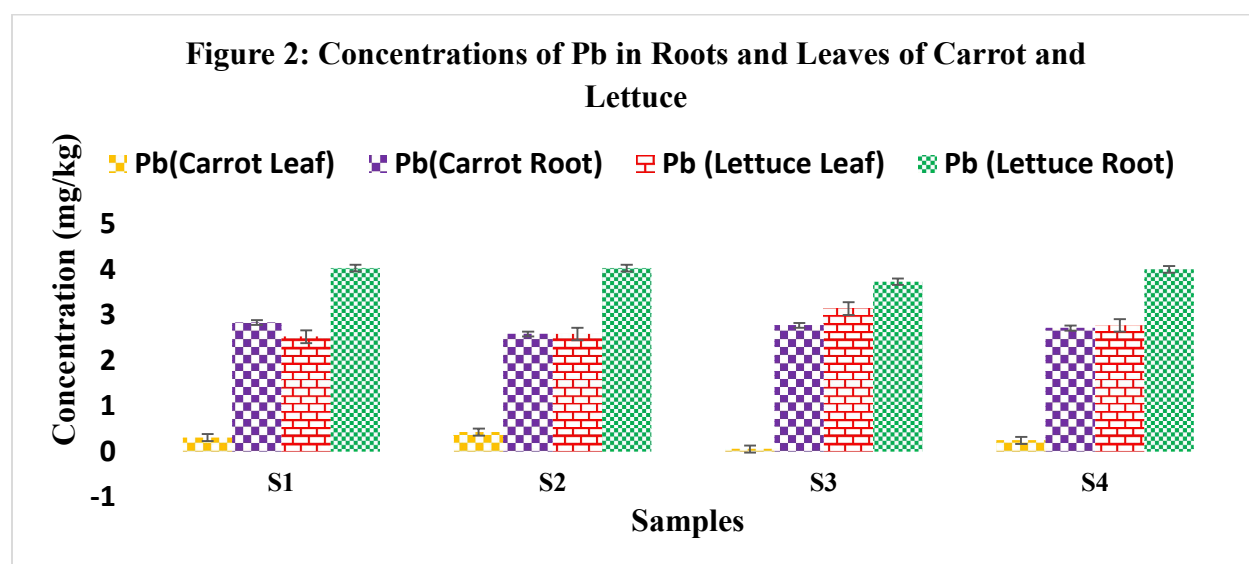 Figure 2: Concentrations of Pb in Roots and Leaves of Carrot and
Lettuce
Pb(Carrot Leaf) Pb(Carrot Root) Pb (Lettuce Leaf) Pb (Lettuce Root)
Concentration (mg/kg)
5
4
3
2
1
0
-1
S1 S2 S3 S4
Samples